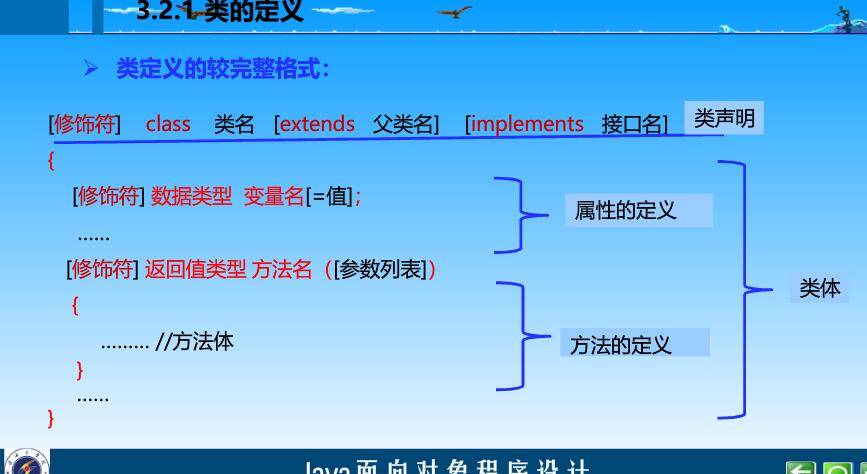 3.2.1 类的定义
➢ 类定义的较完整格式：
[修饰符] class 类名 [extends 父类名] [implements 接口名] 类声明
{
[修饰符] 数据类型 变量名[=值]；
属性的定义
……
[修饰符] 返回值类型 方法名（[参数列表]）
{
类体
……… //方法体
方法的定义
}
……
}
Java面向对象程序设计